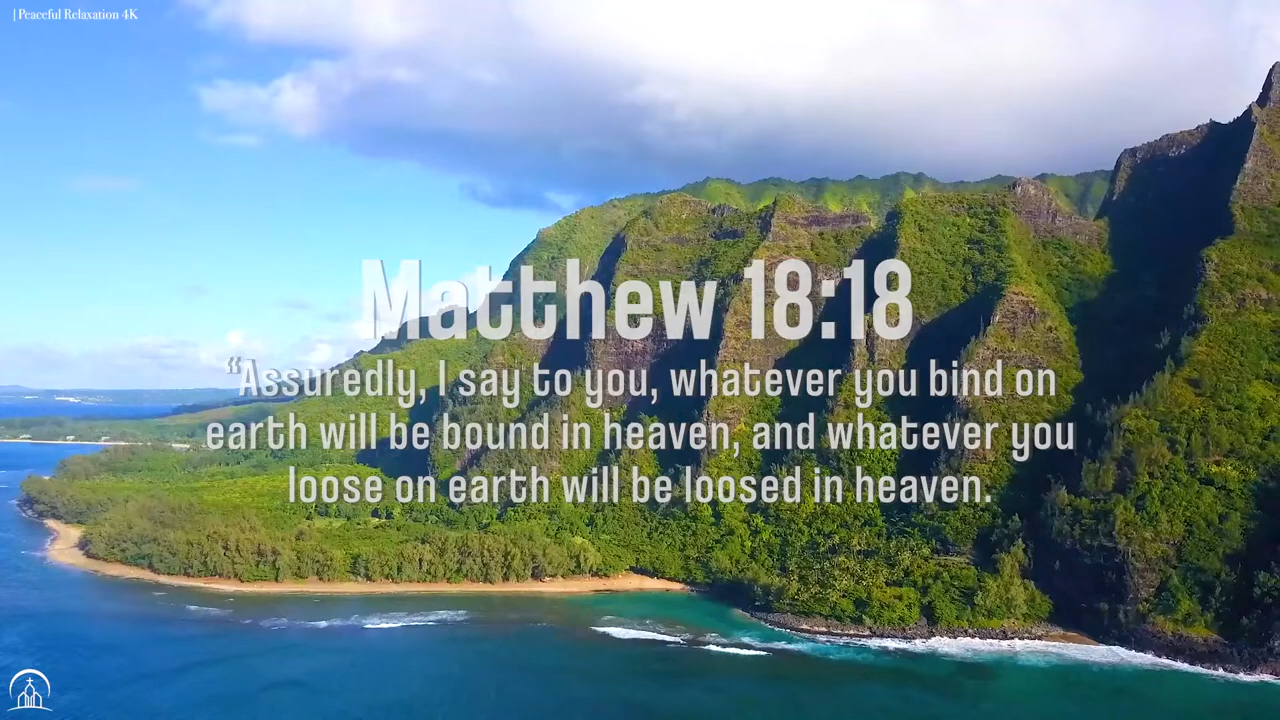 | Peaceful Relaxation 4K
Matthew 18:18
“Assuredly, I say to you, whatever you bind on
earth will be bound in heaven, and whatever you
loose on earth will be loosed in heaven.